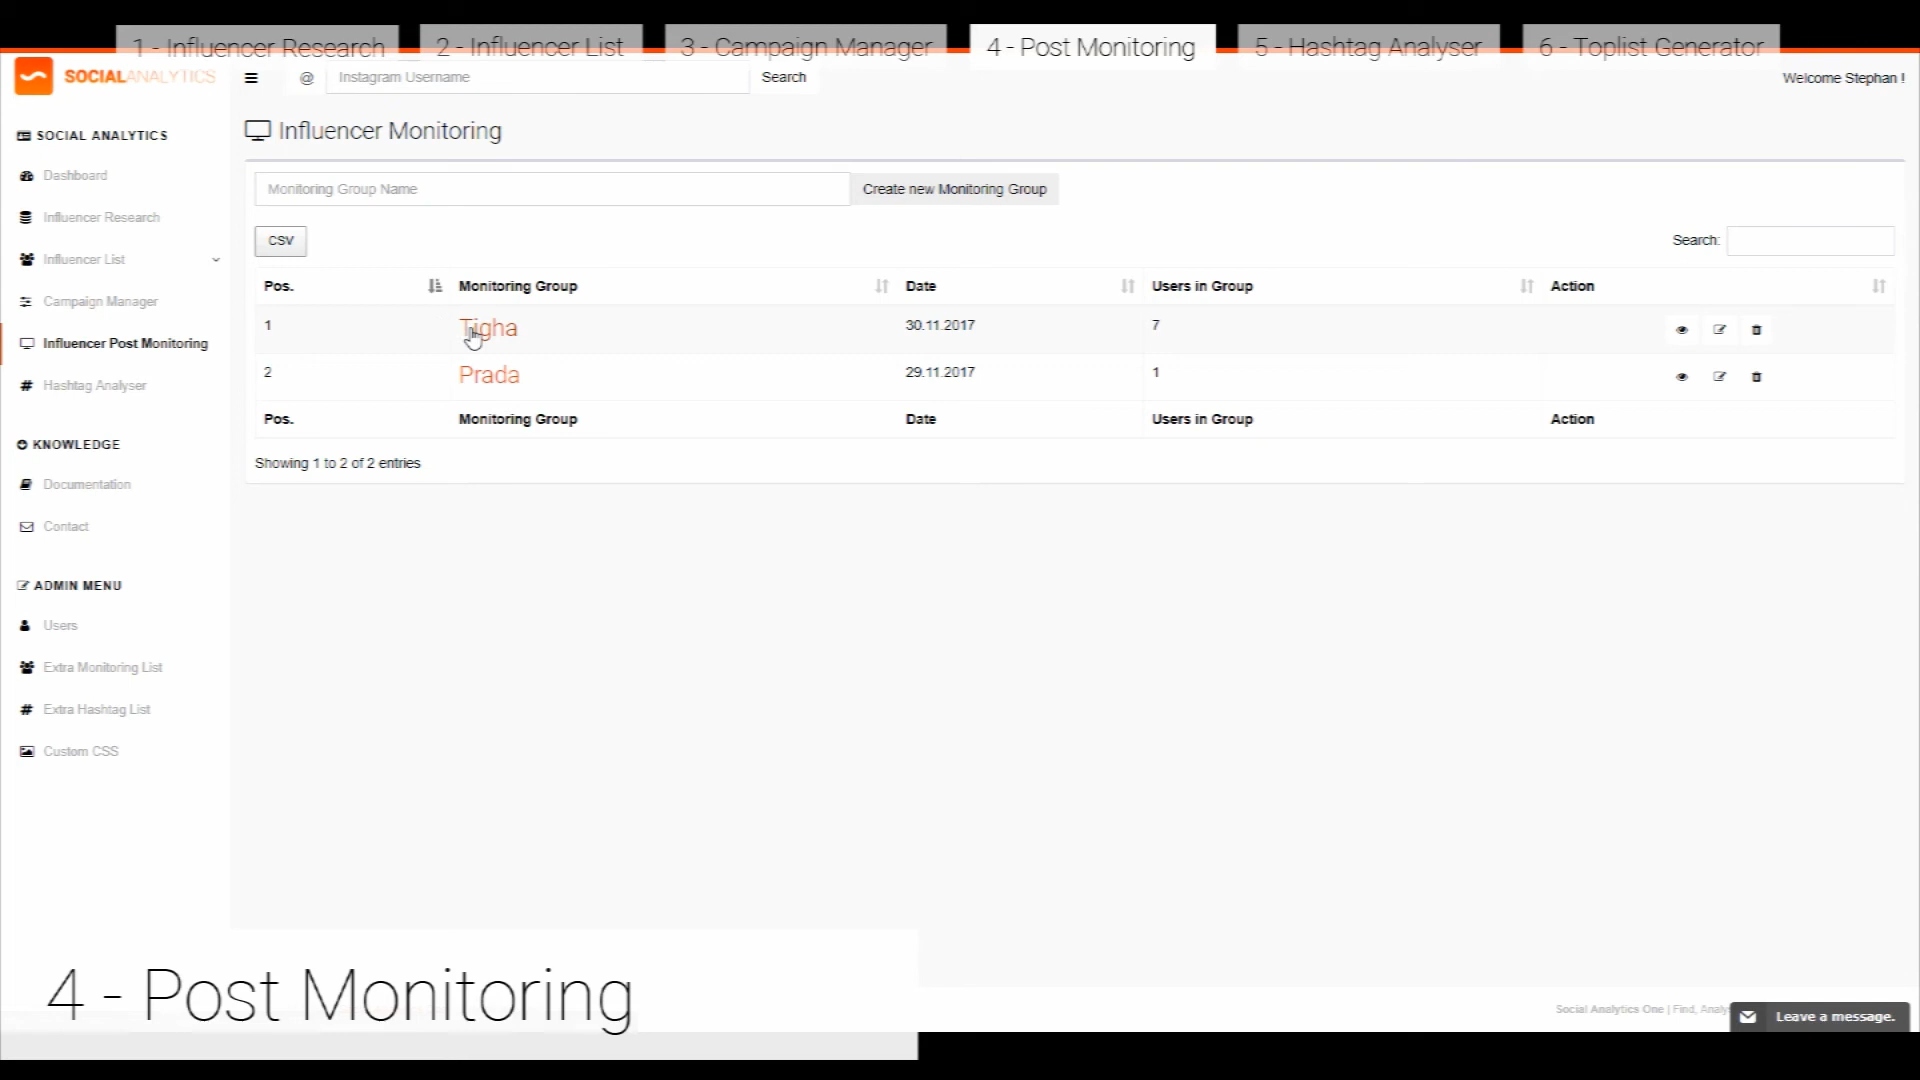 1 - Influencer Research
2 - Influencer List
3 - Campaign Manager
4 - Post Monitoring
5 - Hashtag Analyser
6 - Toplist Generator
SOCIALANALYTICS
@ Instagram Username
Search
Welcome Stephan !
SOCIAL ANALYTICS
Dashboard
Influencer Research
Influencer List
Campaign Manager
Influencer Post Monitoring
# Hashtag Analyser
KNOWLEDGE
Documentation
Contact
ADMIN MENU
Users
Extra Monitoring List
# Extra Hashtag List
Custom CSS
Influencer Monitoring
Monitoring Group Name
Create new Monitoring Group
CSV
Search:
Pos. Monitoring Group Date Users in Group Action
1 Tigha 30.11.2017 7
2 Prada 29.11.2017 1
Pos. Monitoring Group Date Users in Group Action
Showing 1 to 2 of 2 entries
4 - Post Monitoring
Social Analytics One | Find,
Leave a message.